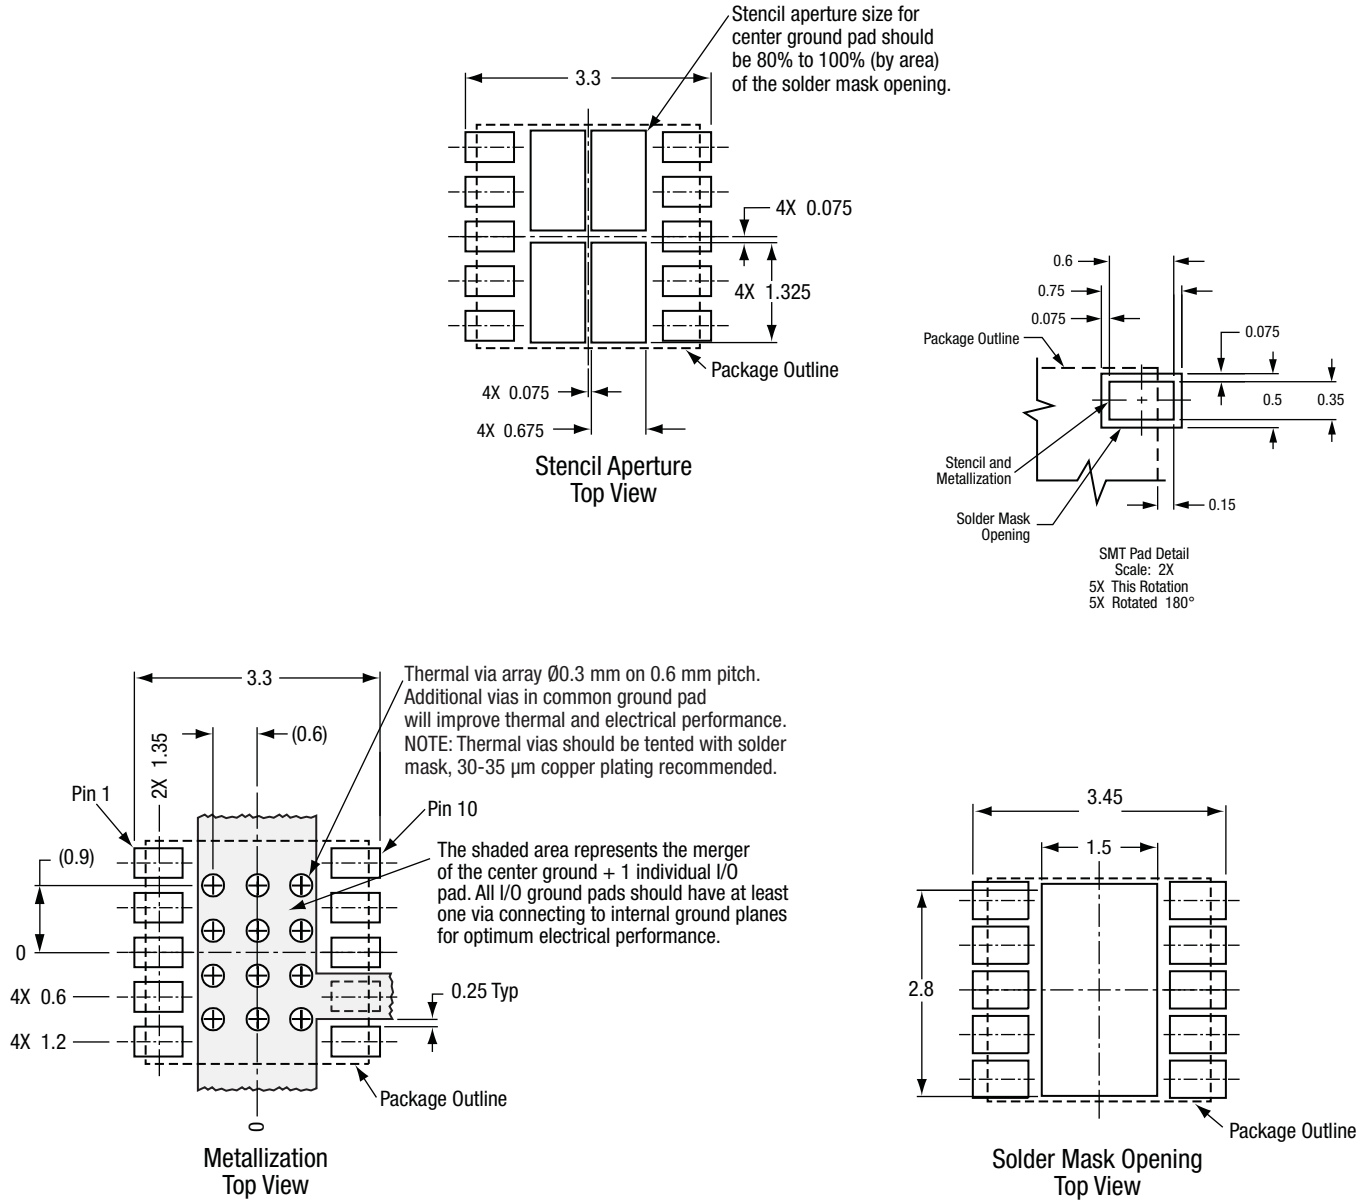 Stencil aperture size for
center ground pad should
be 80% to 100% (by area)
of the solder mask opening.
3.3
4X 0.075
4X 1.325
Package Outline
4X 0.075
4X 0.675
Stencil Aperture
Top View
0.6
0.75
0.075
0.075
Package Outline
0.5
0.35
Stencil and
Metallization
0.15
Solder Mask
Opening
SMT Pad Detail
Scale: 2X
5X This Rotation
5X Rotated 180°
3.3
Thermal via array Ø0.3 mm on 0.6 mm pitch.
Additional vias in common ground pad
will improve thermal and electrical performance.
NOTE: Thermal vias should be tented with solder
mask, 30-35 µm copper plating recommended.
(0.6)
2X 1.35
Pin 1
Pin 10
(0.9)
The shaded area represents the merger
of the center ground + 1 individual I/O
pad. All I/O ground pads should have at least
one via connecting to internal ground planes
for optimum electrical performance.
0
4X 0.6
0.25 Typ
4X 1.2
Package Outline
0
Metallization
Top View
3.45
1.5
2.8
Package Outline
Solder Mask Opening
Top View